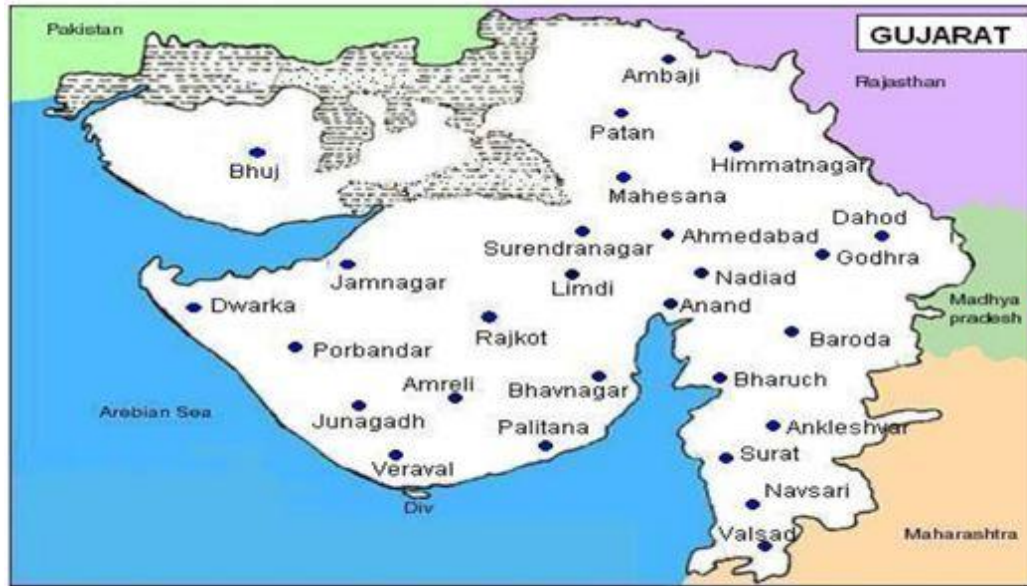 Pakistan
GUJARAT
Ambaji
Rajasthan
Patan
Bhuj
Himmatnagar
Mahesana
Dahod
Surendranagar
Ahmedabad
Godhra
Jamnagar
Limdi
Nadiad
Dwarka
Anand
Madhya
pradesh
Rajkot
Baroda
Porbandar
Amreli
Bhavnagar
Bharuch
Arebian Sea
Junagadh
Palitana
Ankleshvar
Veraval
Surat
Div
Navsari
Valsad
Maharashtra